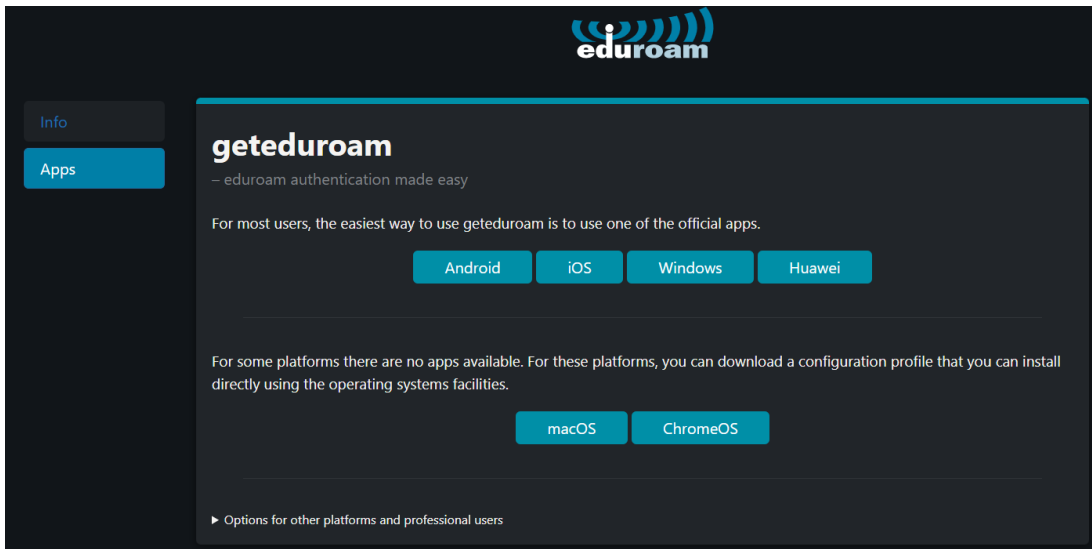 eduroam
Info
Apps
geteduroam
– eduroam authentication made easy
For most users, the easiest way to use geteduroam is to use one of the official apps.
Android iOS Windows Huawei
For some platforms there are no apps available. For these platforms, you can download a configuration profile that you can install
directly using the operating systems facilities.
macOS ChromeOS
Options for other platforms and professional users